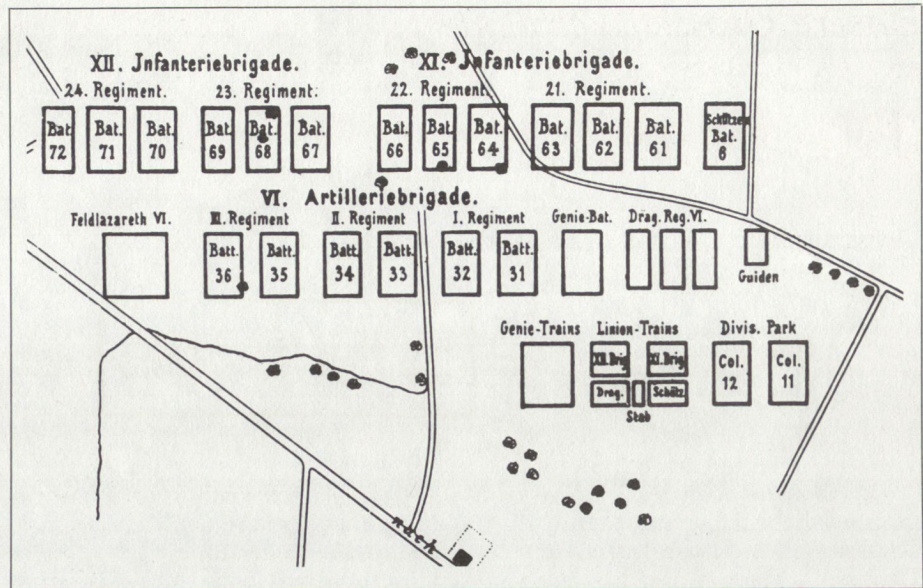 XII. Jnfanteriebrigade. XI. Jnfanteriebrigade.
24. Regiment. 23. Regiment. 22. Regiment. 21. Regiment.
Bat. 72 Bat. 71 Bat. 70 Bat. 69 Bat. 68 Bat. 67 Bat. 66 Bat. 65 Bat. 64 Bat. 63 Bat. 62 Bat. 61 Schützen Bat. 6
VI. Artilleriebrigade.
Feldlazareth VI. III. Regiment II. Regiment I. Regiment Genie-Bat. Drag. Reg. VI.
Batt. 36 Batt. 35 Batt. 34 Batt. 33 Batt. 32 Batt. 31
Guiden
Genie-Trains Linien-Trains Divis. Park
XII. Brig. XI. Brig. Col. 12 Col. 11
Drag. Schütz.
Stab
nach